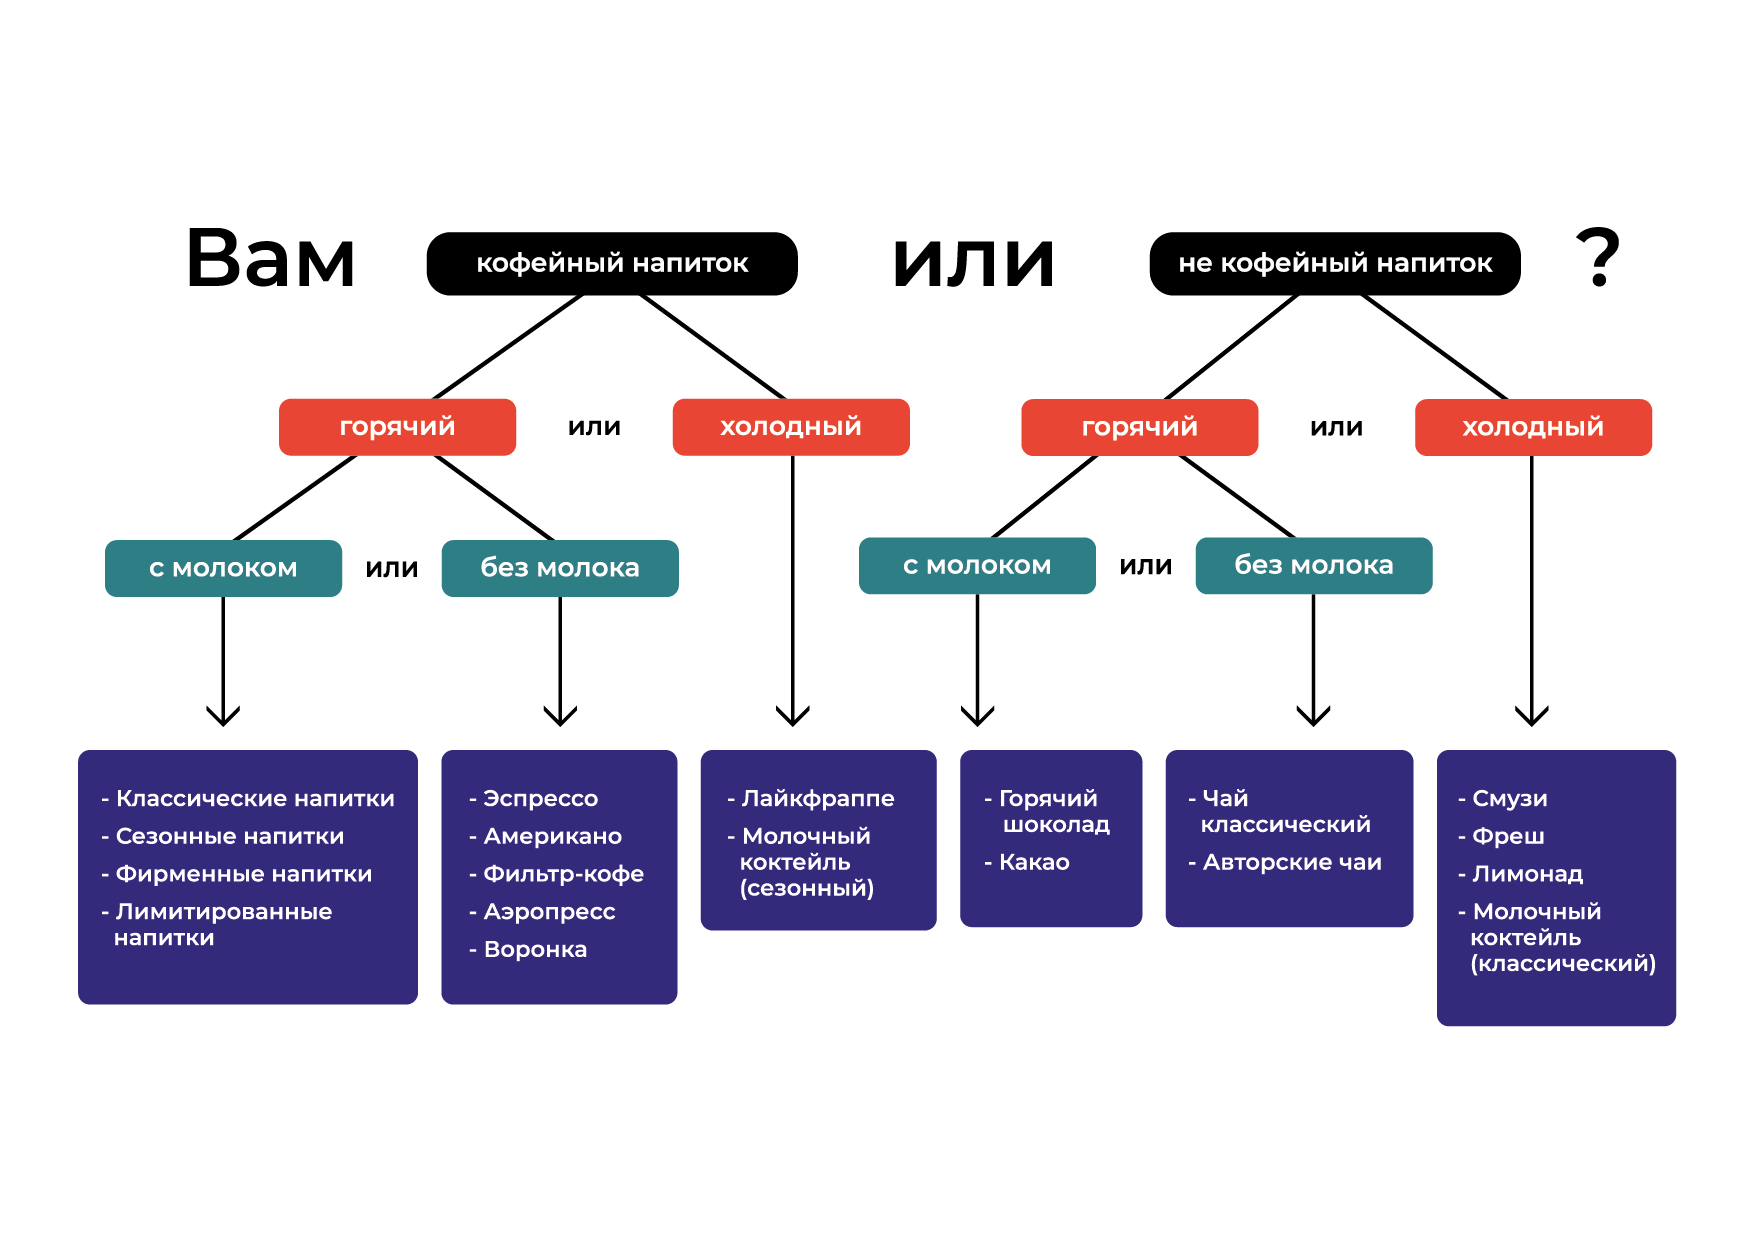 Вам кофейный напиток или не кофейный напиток ?
горячий или холодный
горячий или холодный
с молоком или без молока
с молоком или без молока
- Классические напитки
- Сезонные напитки
- Фирменные напитки
- Лимитированные
напитки
- Эспрессо
- Американо
- Фильтр-кофе
- Аэропресс
- Воронка
- Лайкфраппе
- Молочный
коктейль
(сезонный)
- Горячий
шоколад
- Какао
- Чай
классический
- Авторские чаи
- Смузи
- Фреш
- Лимонад
- Молочный
коктейль
(классический)